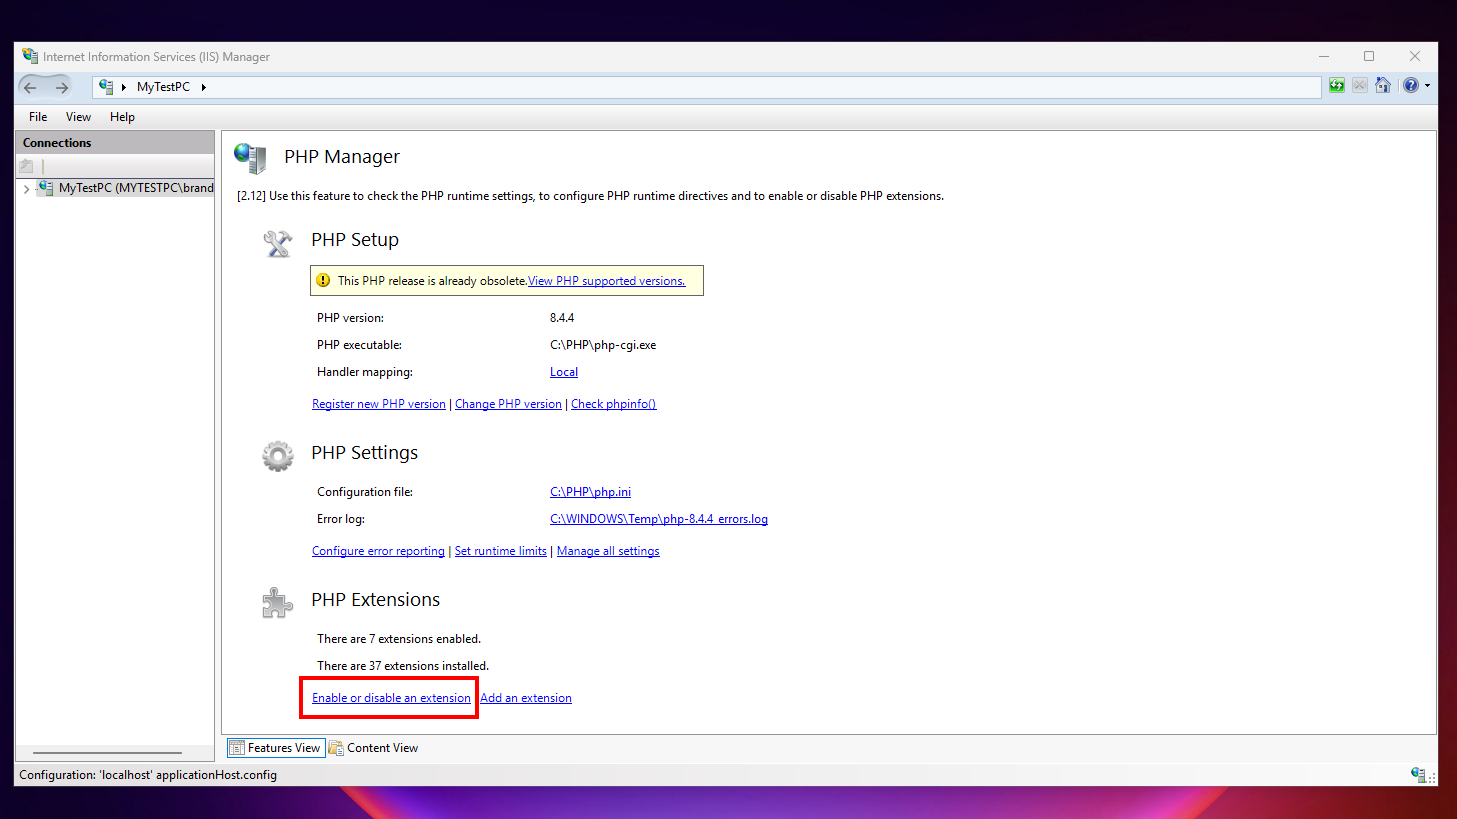 Internet Information Services (IIS) Manager
MyTestPC
File View Help
Connections
MyTestPC (MYTESTPC\brand
PHP Manager
[2.12] Use this feature to check the PHP runtime settings, to configure PHP runtime directives and to enable or disable PHP extensions.
PHP Setup
This PHP release is already obsolete.View PHP supported versions.
PHP version: 8.4.4
PHP executable: C:\PHP\php-cgi.exe
Handler mapping: Local
Register new PHP version | Change PHP version | Check phpinfo()
PHP Settings
Configuration file: C:\PHP\php.ini
Error log: C:\WINDOWS\Temp\php-8.4.4_errors.log
Configure error reporting | Set runtime limits | Manage all settings
PHP Extensions
There are 7 extensions enabled.
There are 37 extensions installed.
Enable or disable an extension Add an extension
Features View Content View
Configuration: 'localhost' applicationHost.config